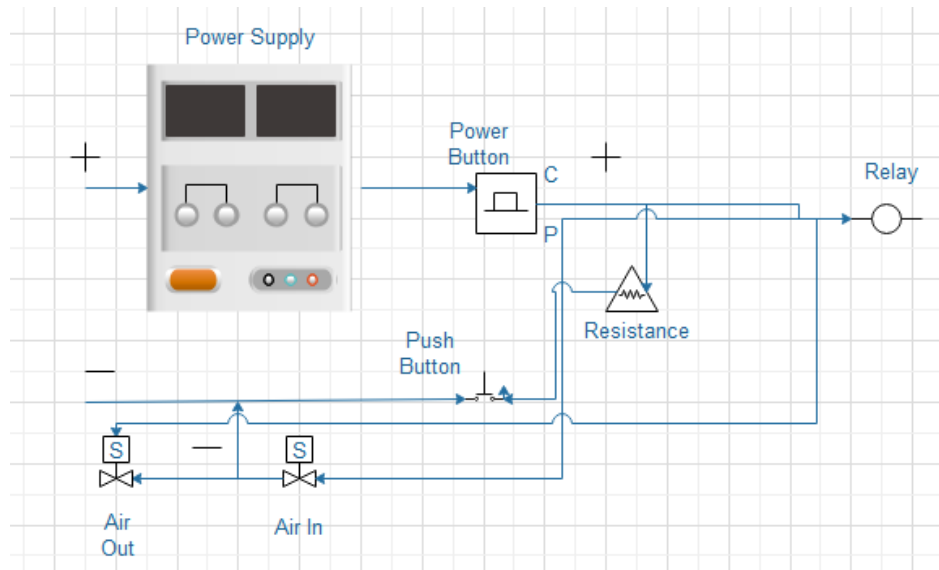 Power Supply
+
Power
Button
+
C
Relay
P
Resistance
Push
Button
—
S
—
S
Air
Out
Air In